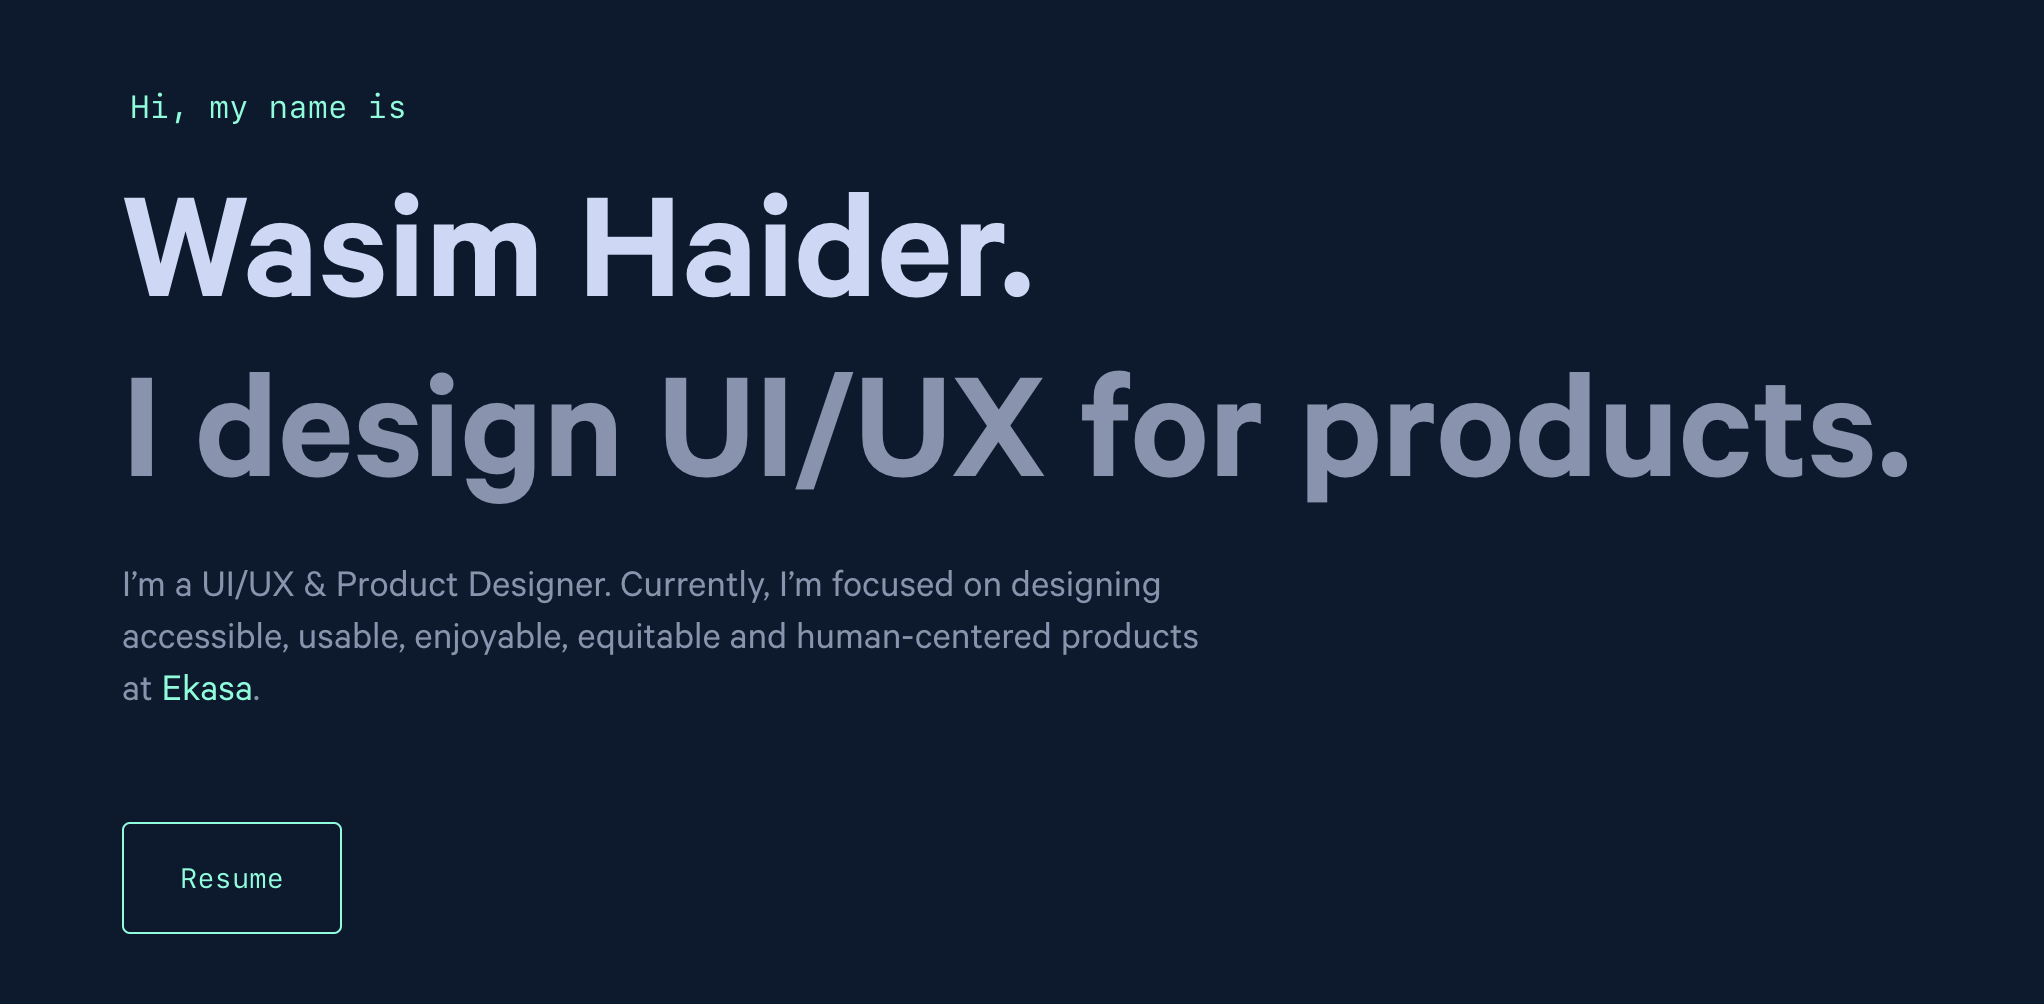 Hi, my name is
Wasim Haider.
I design UI/UX for products.
I’m a UI/UX & Product Designer. Currently, I’m focused on designing
accessible, usable, enjoyable, equitable and human-centered products
at Ekasa.
Resume